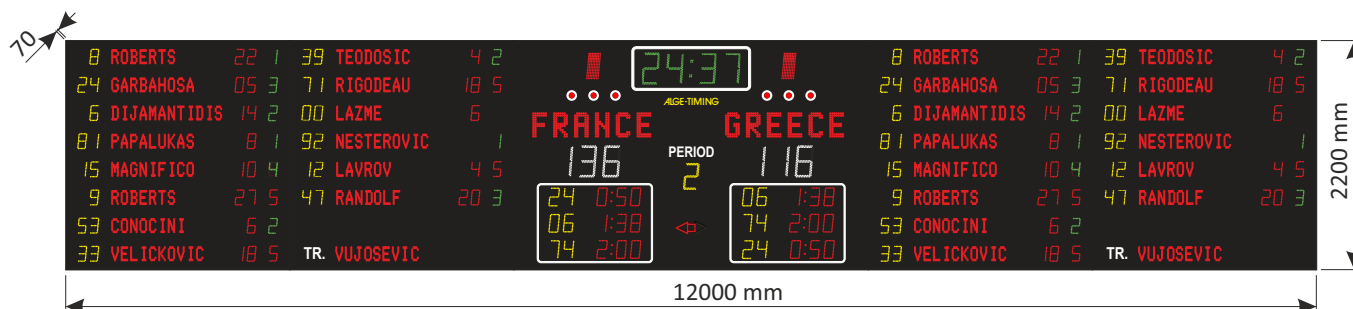 70
8 ROBERTS 22 1 39 TEODOSIC 4 2 24:37 8 ROBERTS 22 1 39 TEODOSIC 4 2
24 GARBAHOSA 05 3 71 RIGODEAU 18 5 24 GARBAHOSA 05 3 71 RIGODEAU 18 5
ALGE-TIMING
6 DIJAMANTIDIS 14 2 00 LAZME 6 FRANCE GREECE 6 DIJAMANTIDIS 14 2 00 LAZME 6
81 PAPALUKAS 8 1 92 NESTEROVIC 1 136 PERIOD 116 81 PAPALUKAS 8 1 92 NESTEROVIC 1
15 MAGNIFICO 10 4 12 LAVROV 4 5 2 15 MAGNIFICO 10 4 12 LAVROV 4 5
9 ROBERTS 27 5 47 RANDOLF 20 3 24 0:50 06 1:38 9 ROBERTS 27 5 47 RANDOLF 20 3
53 CONOCINI 6 2 06 1:38 74 2:00 53 CONOCINI 6 2
33 VELICKOVIC 18 5 TR. VUJOSEVIC 74 2:00 24 0:50 33 VELICKOVIC 18 5 TR. VUJOSEVIC
2200 mm
12000 mm